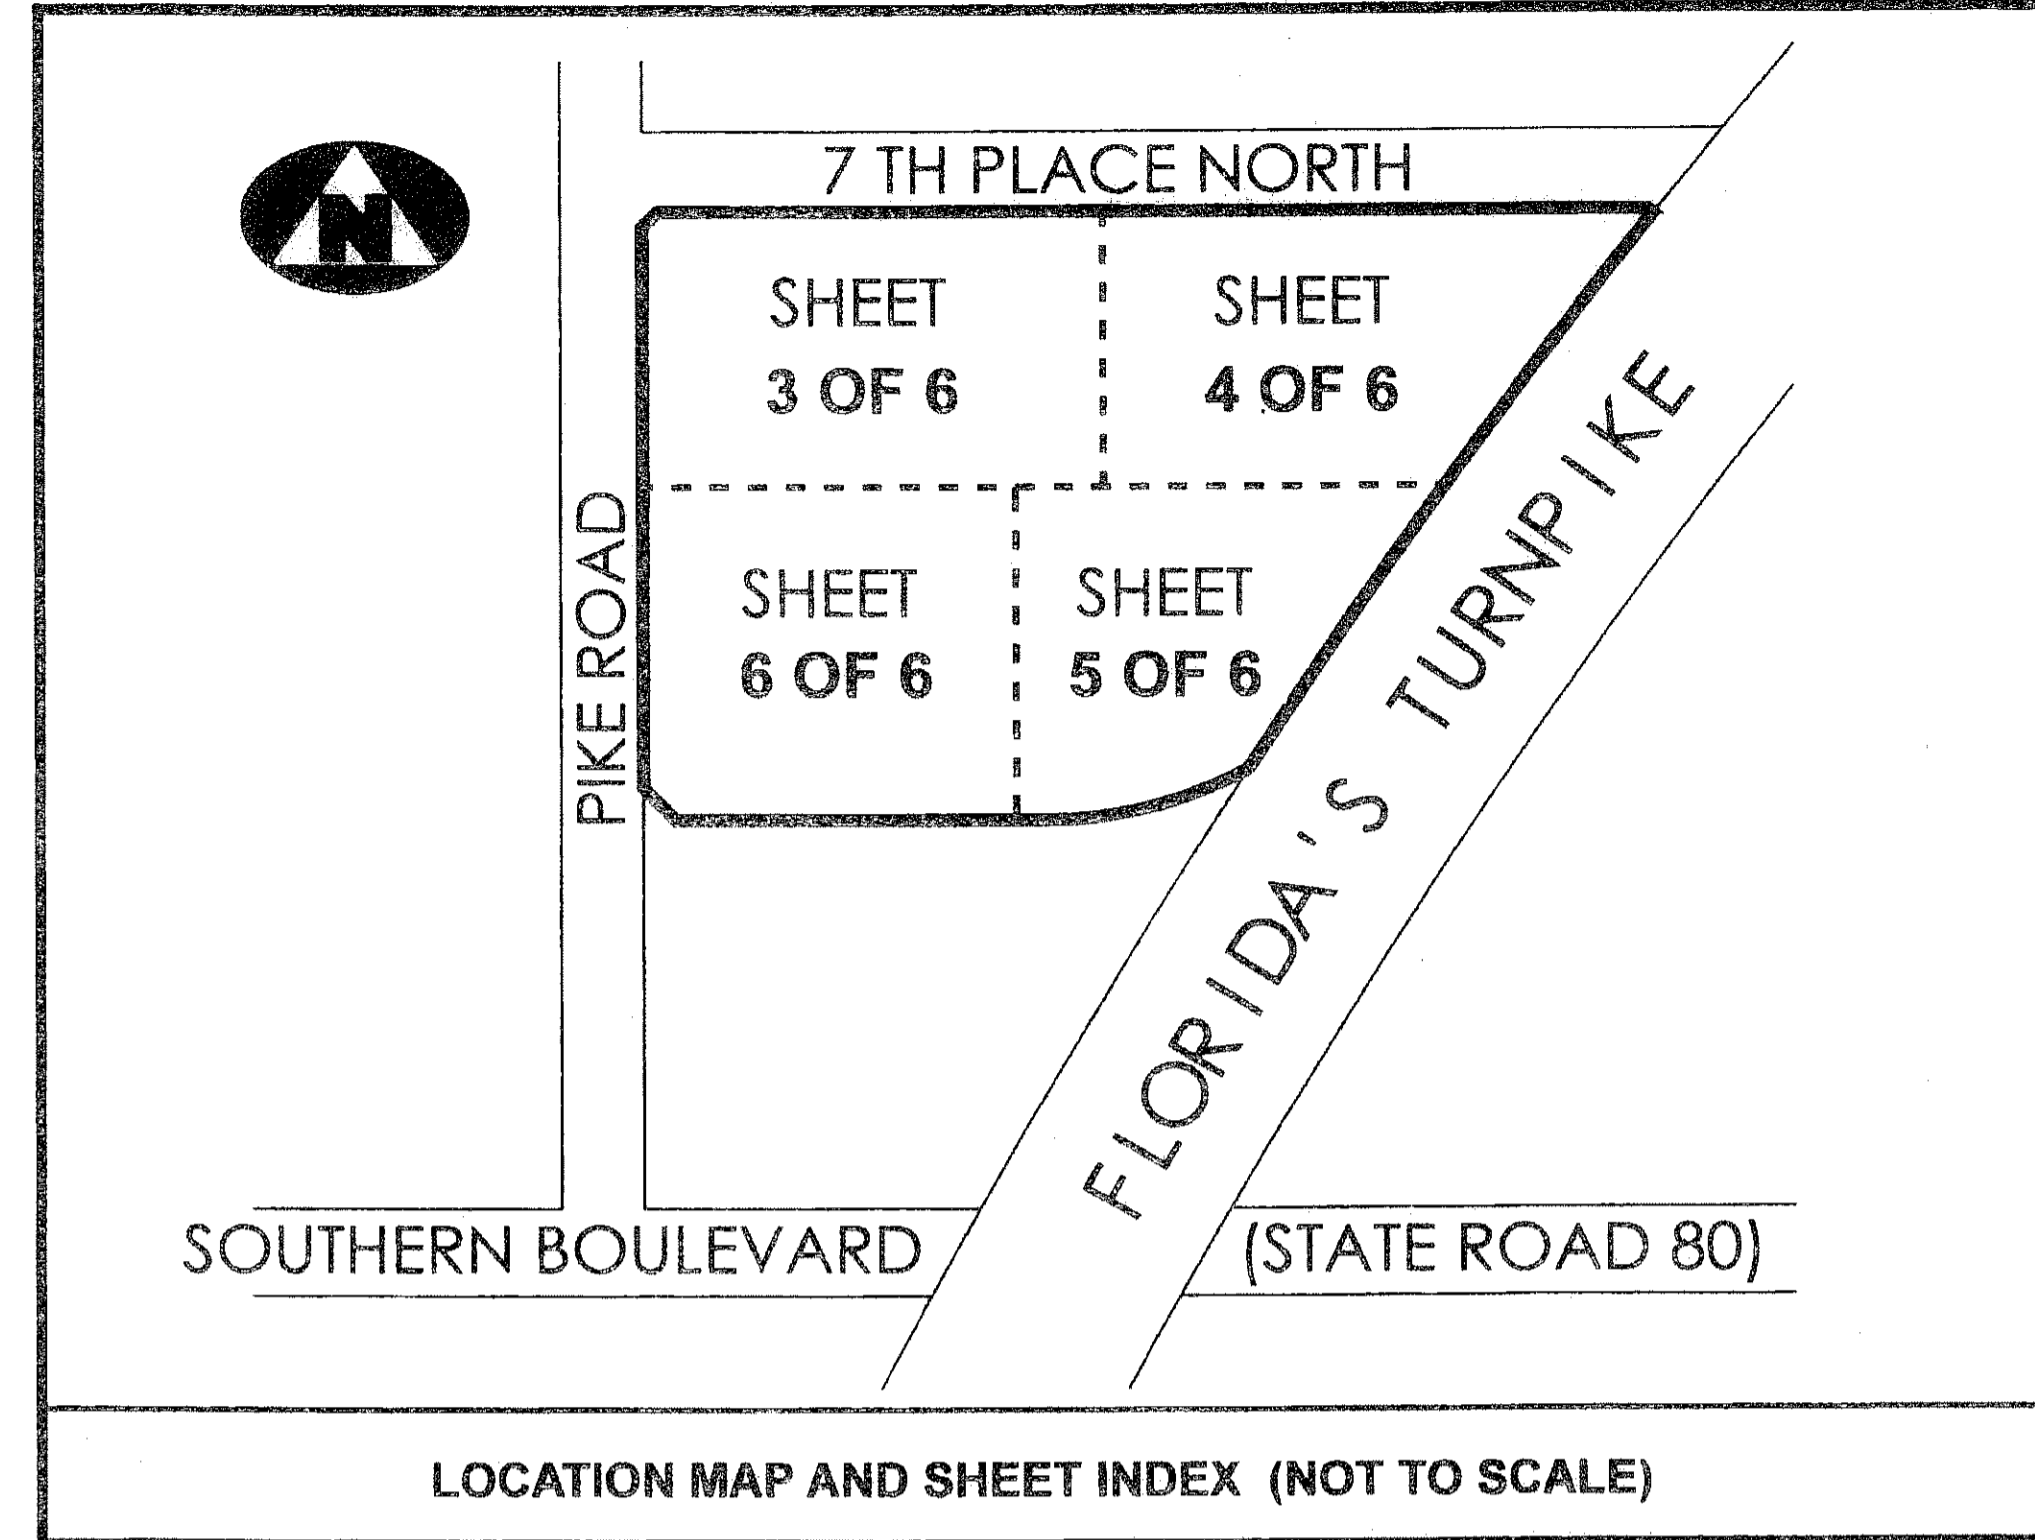 7 TH PLACE NORTH
N
SHEET
3 OF 6
SHEET
4 OF 6
PIKE ROAD
SHEET
6 OF 6
SHEET
5 OF 6
FLORIDA'S TURNPIKE
SOUTHERN BOULEVARD
(STATE ROAD 80)
LOCATION MAP AND SHEET INDEX (NOT TO SCALE)